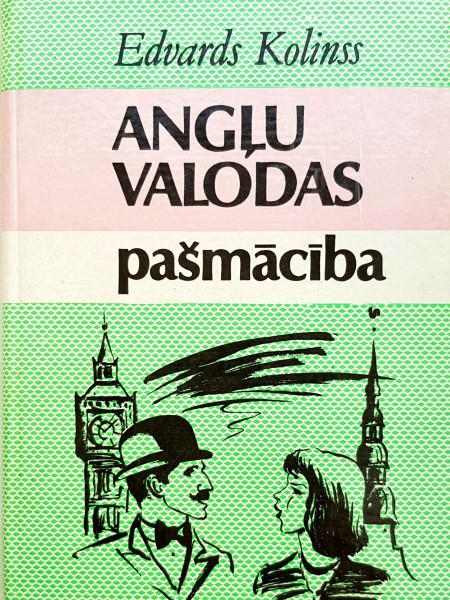 Edvards Kolinss
ANGĻU
VALODAS
pašmācība